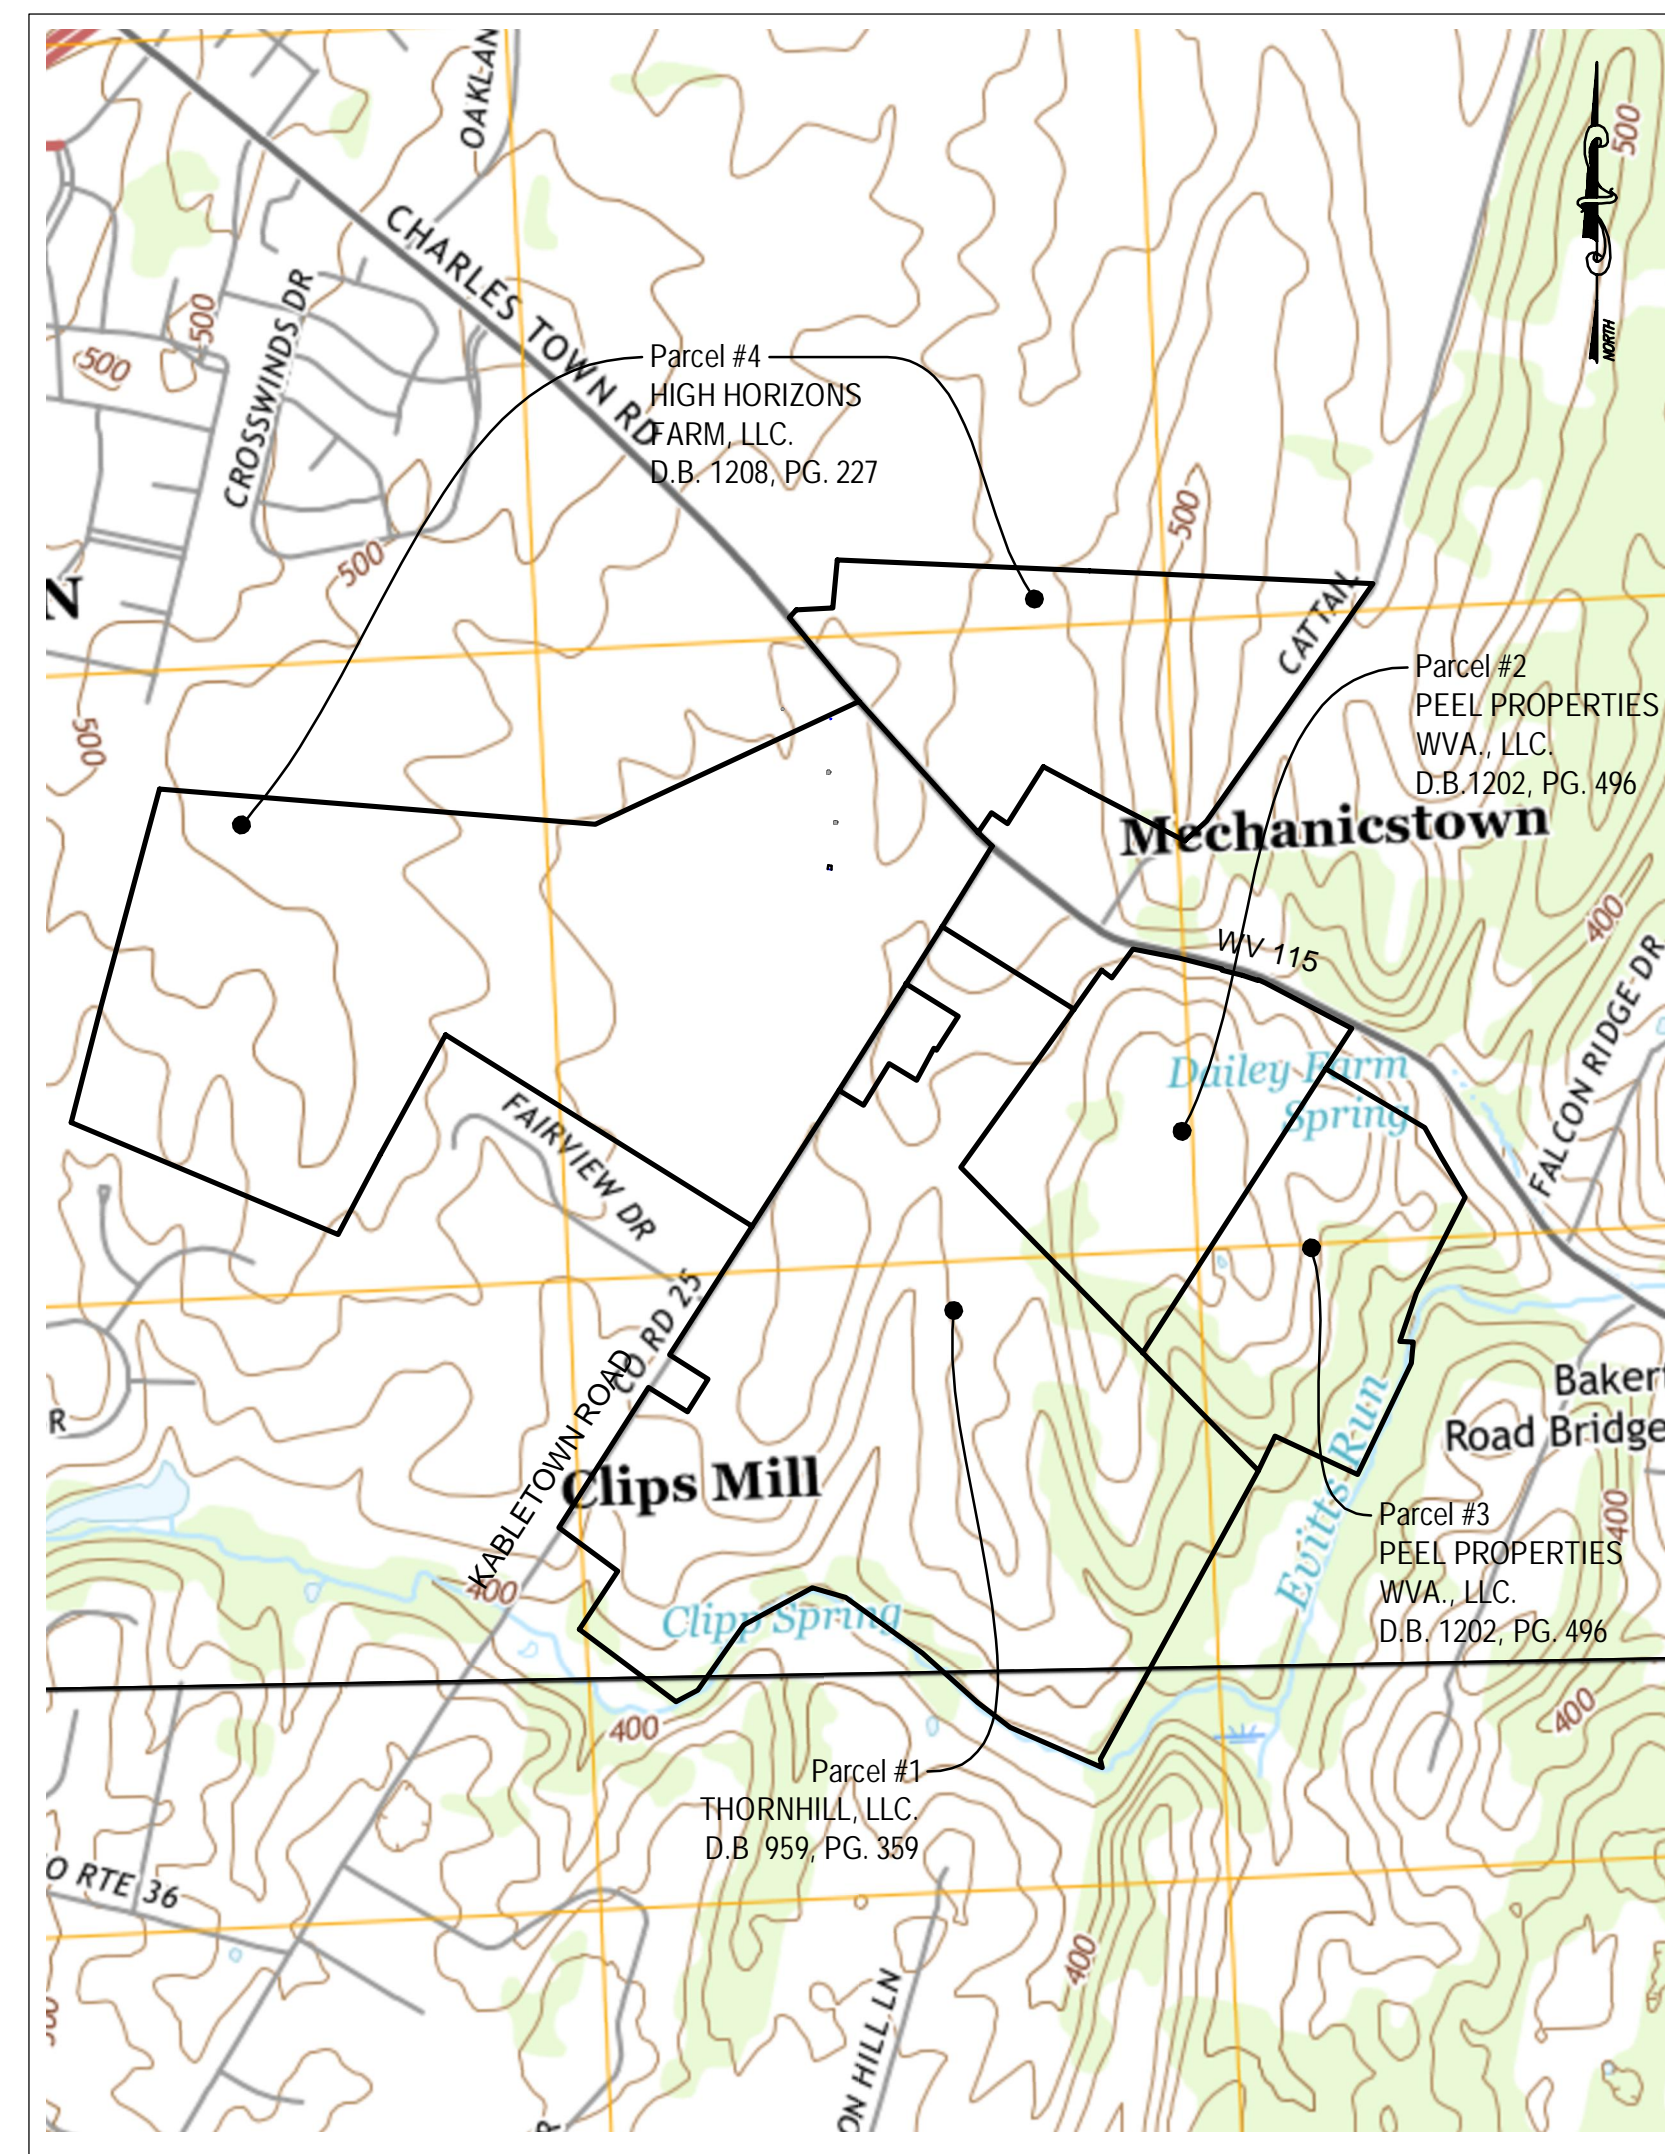 OAKLAN
500
NORTH
CHARLES TOWN RD
500
CROSSWINDS DR
500
Parcel #4
HIGH HORIZONS
FARM, LLC.
D.B. 1208, PG. 227
500
500
N
CATTAN
Parcel #2
PEEL PROPERTIES
WVA., LLC.
D.B.1202, PG. 496
500
Mechanicstown
400
WV 115
FALCON RIDGE DR
Dailey Farm
Spring
FAIRVIEW DR
CO RD 25
KABLETOWN ROAD
R
Baker
Road Bridge
Clips Mill
Evitts Run
Parcel #3
PEEL PROPERTIES
WVA., LLC.
D.B. 1202, PG. 496
400
400
Clipp Spring
400
400
Parcel #1
THORNHILL, LLC.
D.B 959, PG. 359
O RTE 36
400
ON HILL LN
R